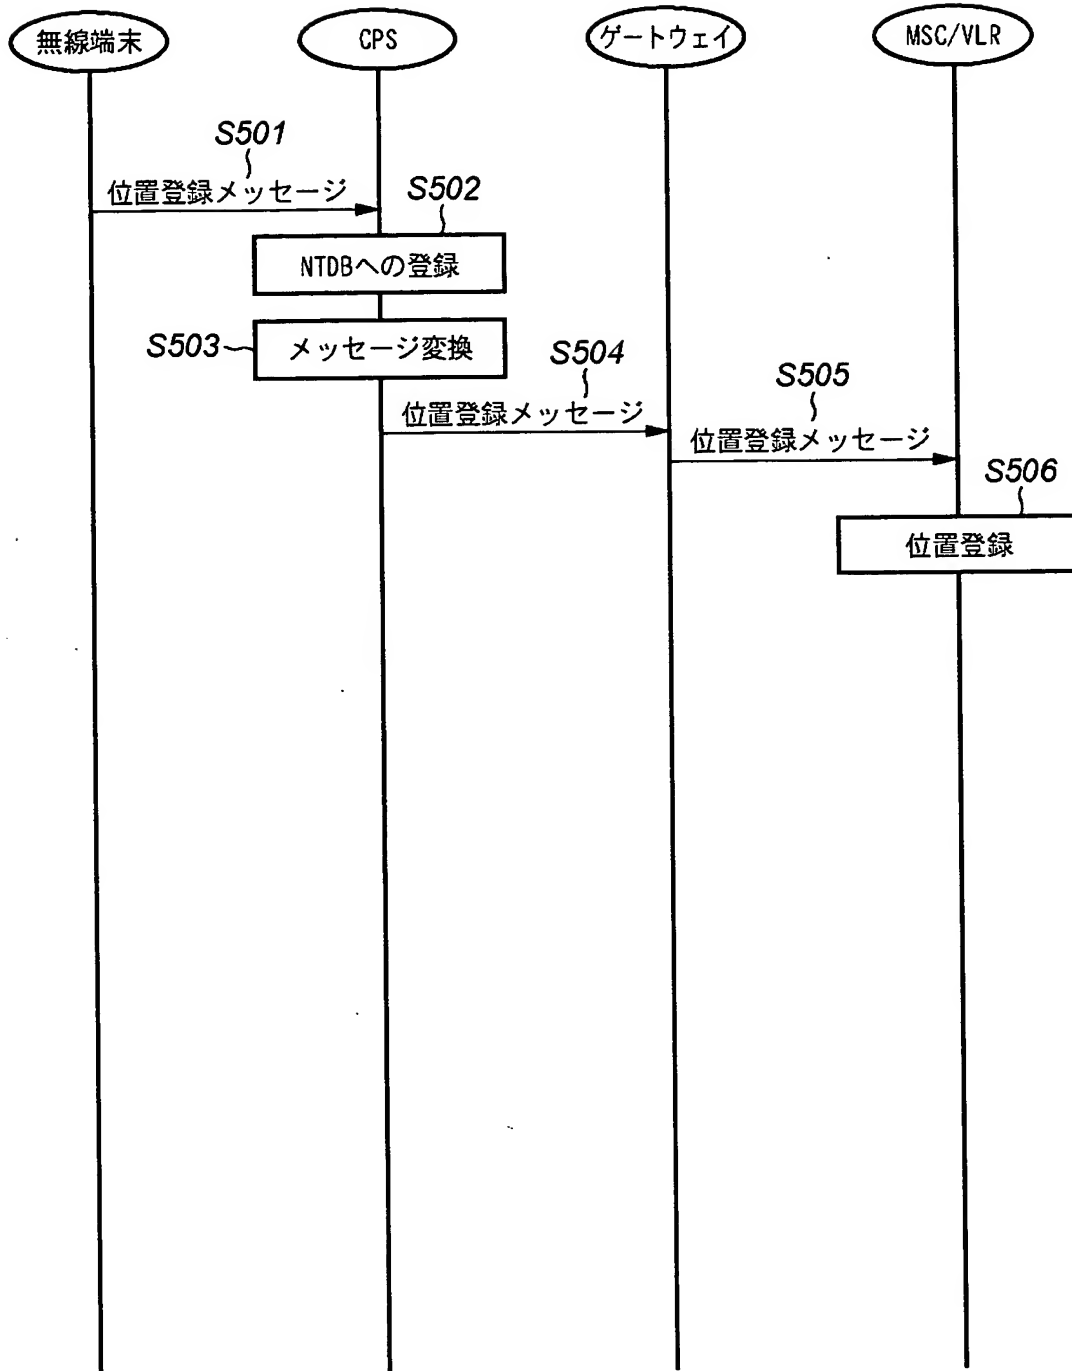 無線端末
CPS
ゲートウェイ
MSC/VLR
S501
位置登録メッセージ
S502
NTDBへの登録
S503
メッセージ変換
S504
位置登録メッセージ
S505
位置登録メッセージ
S506
位置登録